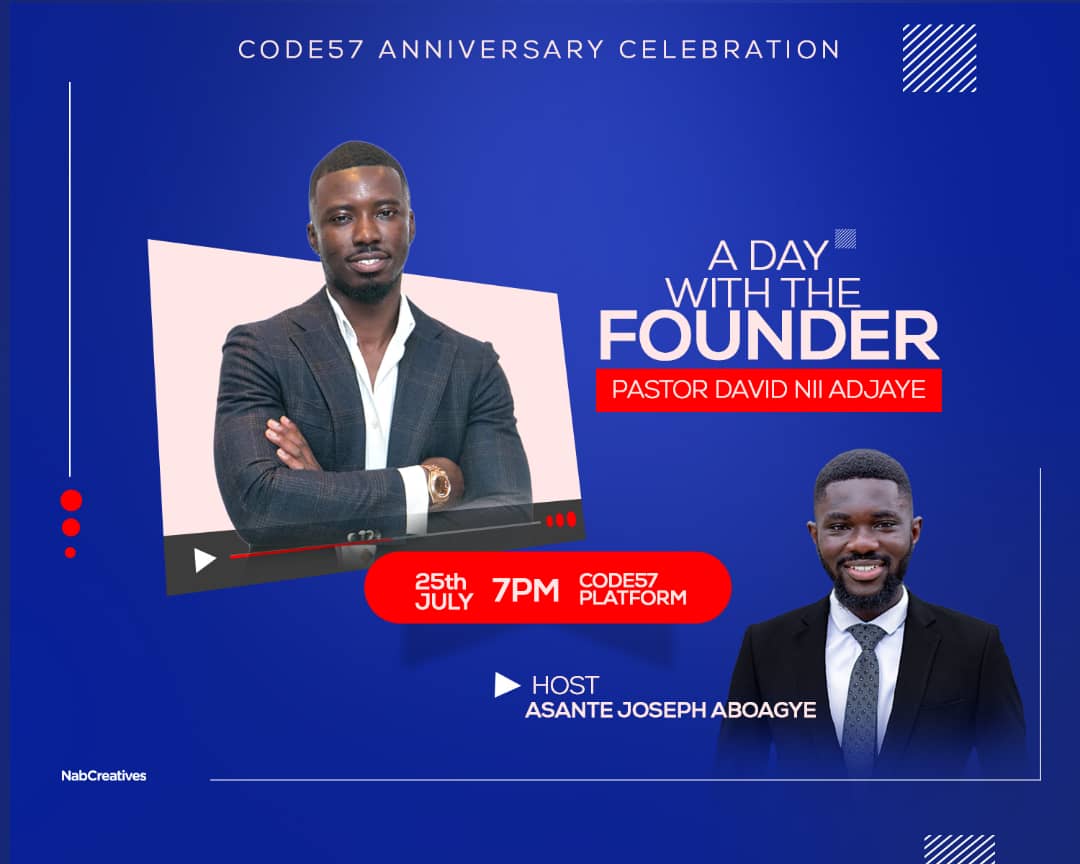 CODE57 ANNIVERSARY CELEBRATION
A DAY
WITH THE
FOUNDER
PASTOR DAVID NII ADJAYE
25th
JULY
7PM
CODE57
PLATFORM
HOST
ASANTE JOSEPH ABOAGYE
NabCreatives